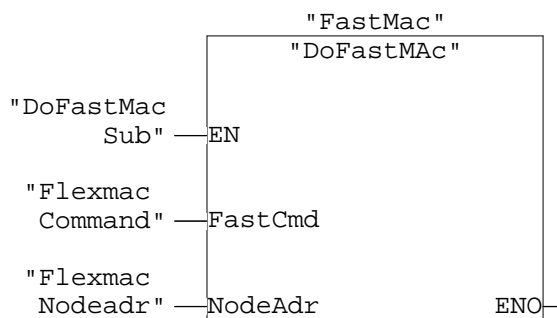 "FastMac"
"DoFastMAc"
"DoFastMac
Sub"
EN
"Flexmac
Command"
FastCmd
"Flexmac
Nodeadr"
NodeAdr
ENO